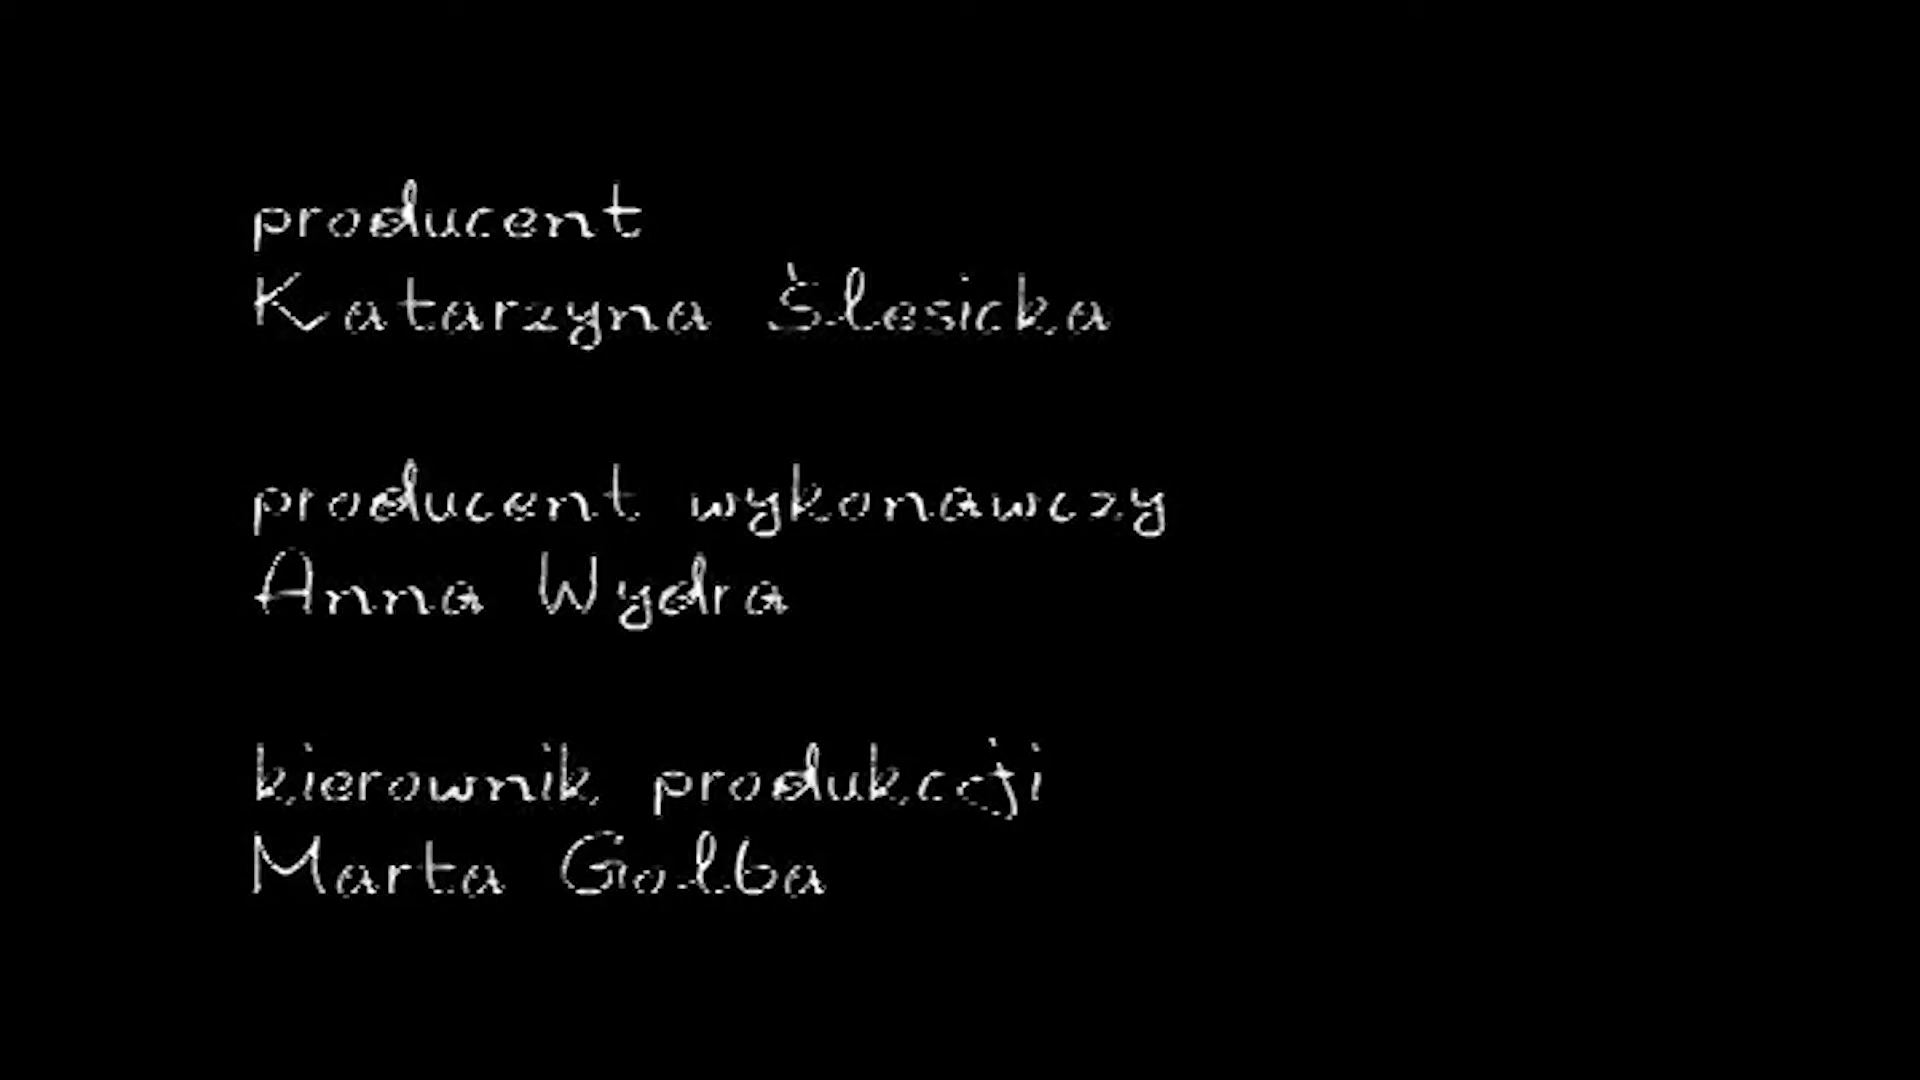 producent
Katarzyna Ślesicka
producent wykonawczy
Anna Wydra
kierownik produkcji
Marta Golba